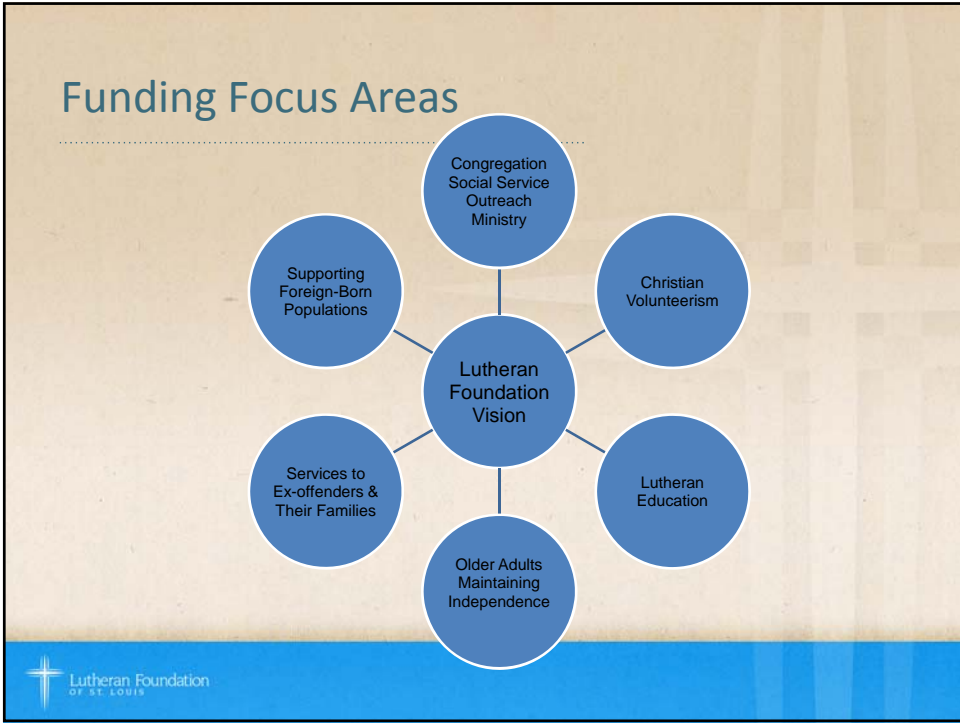 Funding Focus Areas
Congregation
Social Service
Outreach
Ministry
Supporting
Foreign-Born
Populations
Christian
Volunteerism
Lutheran
Foundation
Vision
Services to
Ex-offenders &
Their Families
Lutheran
Education
Older Adults
Maintaining
Independence
Lutheran Foundation
OF ST. LOUIS